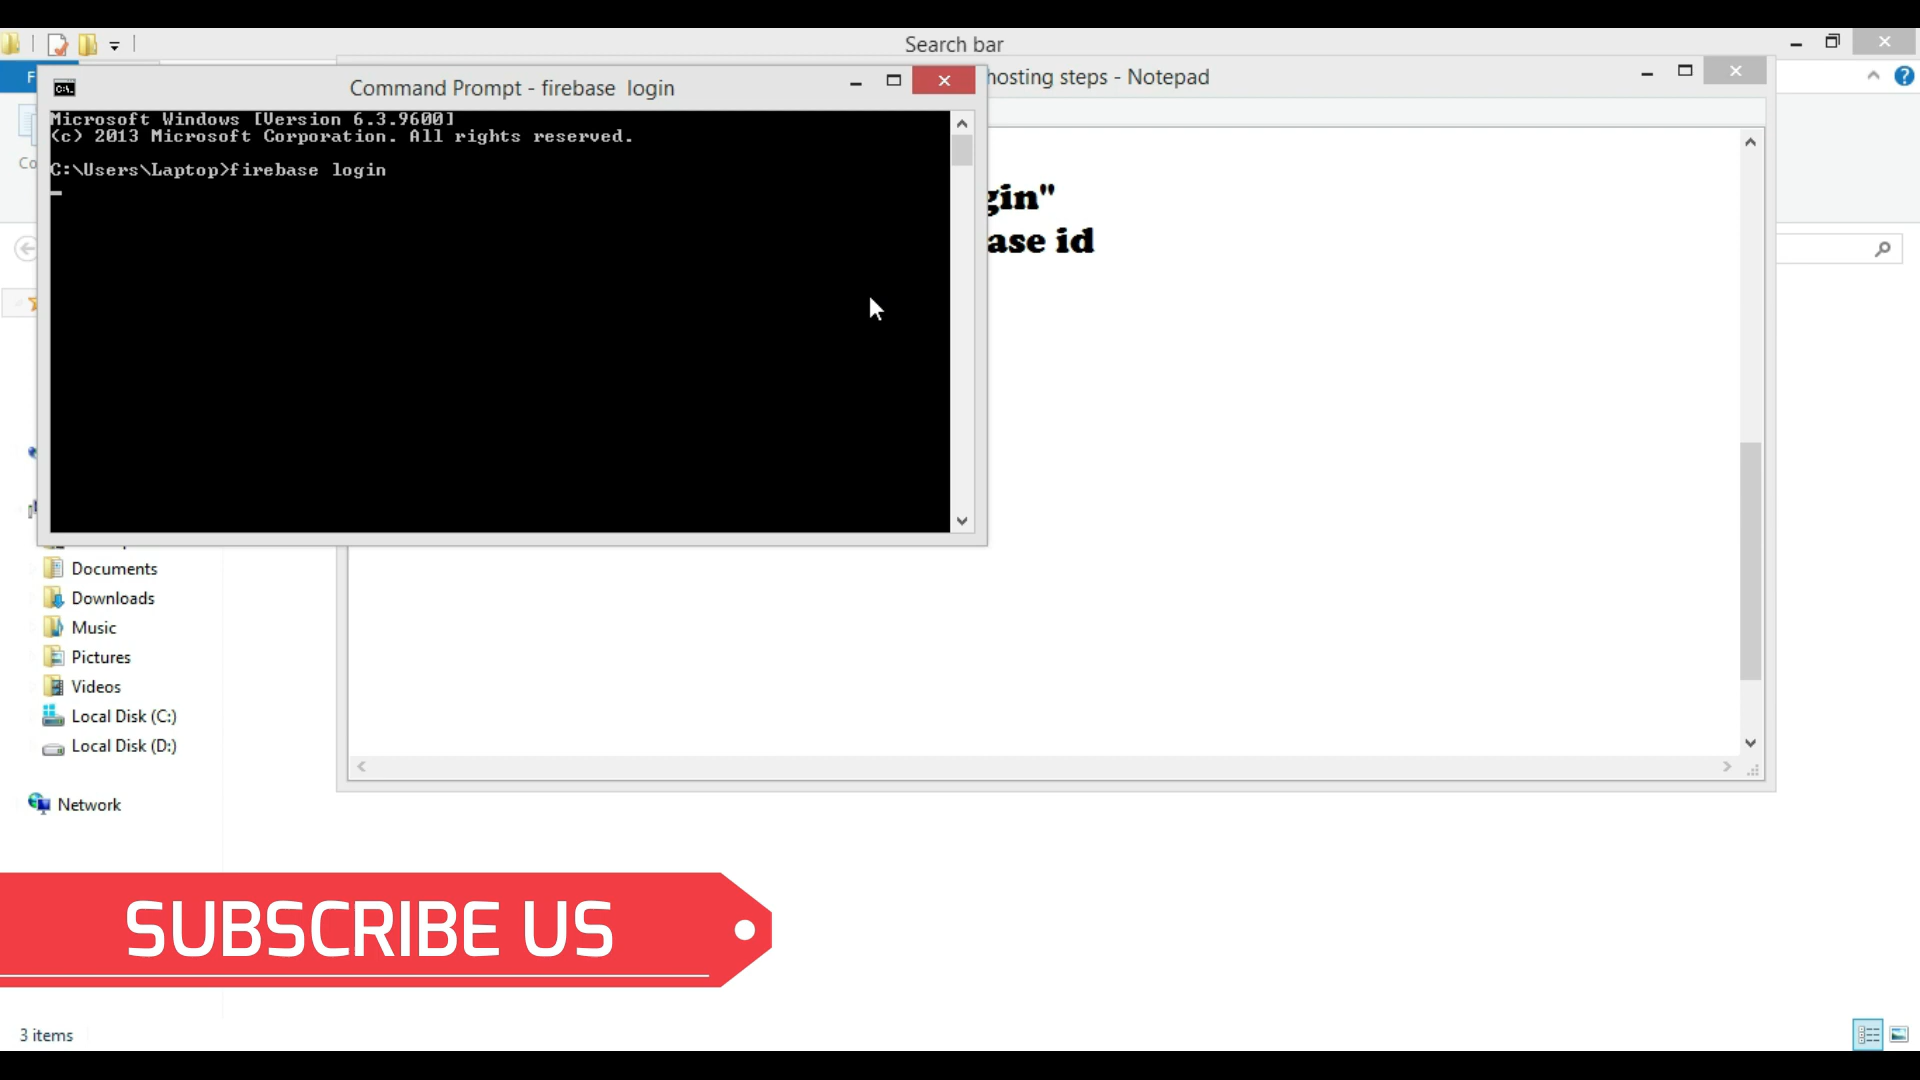 Search bar
hosting steps - Notepad
Command Prompt - firebase login
Microsoft Windows [Version 6.3.9600]
(c) 2013 Microsoft Corporation. All rights reserved.
C:\Users\Laptop>firebase login
gin"
ase id
Documents
Downloads
Music
Pictures
Videos
Local Disk (C:)
Local Disk (D:)
Network
SUBSCRIBE US
3 items